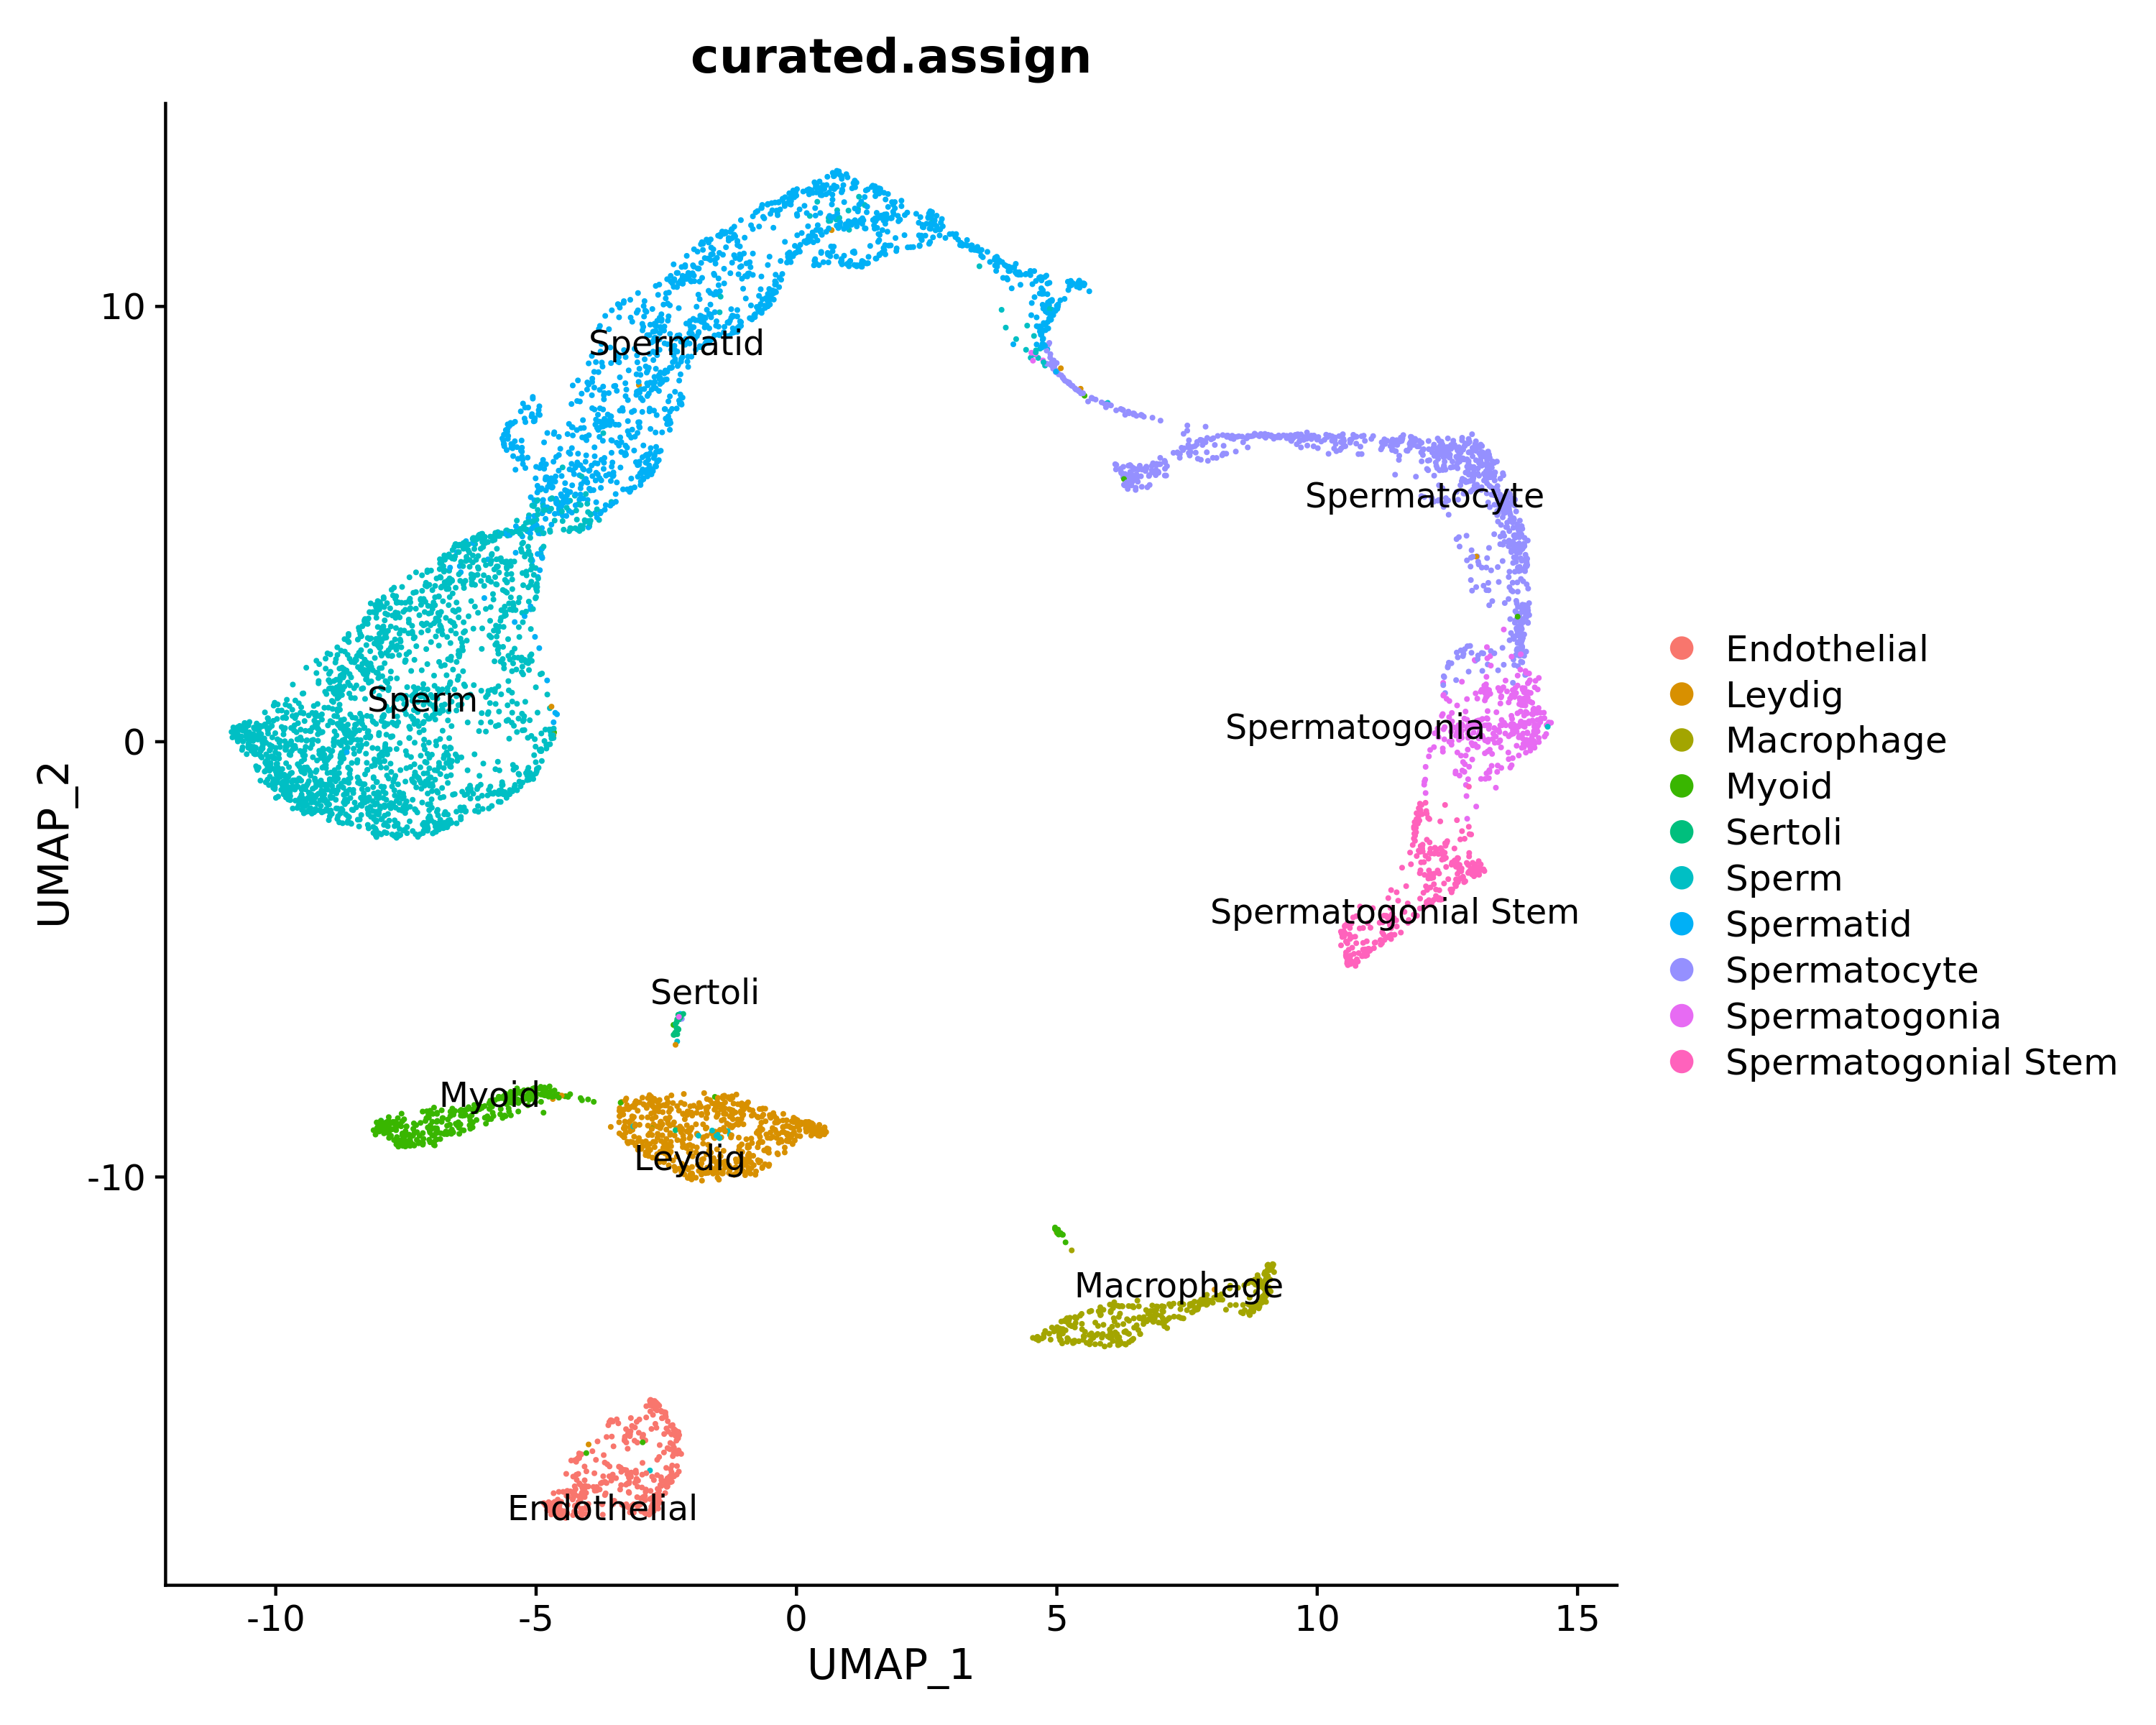 curated.assign
10
0
-10
UMAP_2
-10
-5
0
5
10
15
UMAP_1
Spermatid
Spermatocyte
Sperm
Spermatogonia
Spermatogonial Stem
Sertoli
Myoid
Leydig
Macrophage
Endothelial
Endothelial
Leydig
Macrophage
Myoid
Sertoli
Sperm
Spermatid
Spermatocyte
Spermatogonia
Spermatogonial Stem